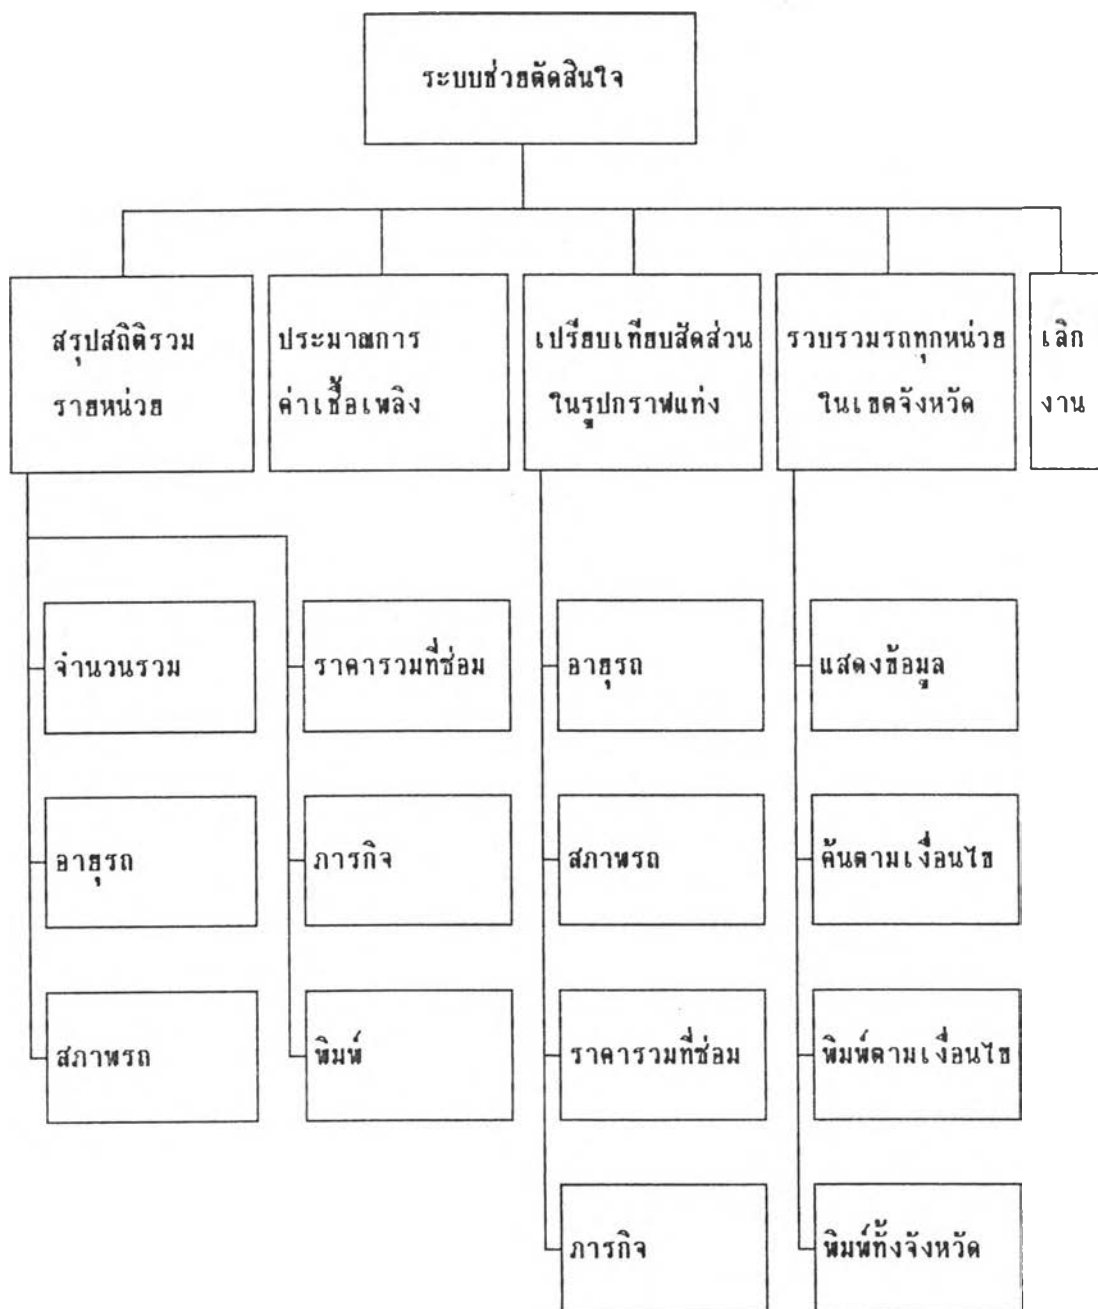 ระบบช่วยตัดสินใจ
สรุปสถิติรวม
รายหน่วย
ประมาณการ
ค่าเชื้อเพลิง
เปรียบเทียบสัดส่วน
ในรูปกราฟแท่ง
รวบรวมรถทุกหน่วย
ในเขตจังหวัด
เลิก
งาน
จำนวนรวม
ราคารวมที่ซ่อม
อายุรถ
แสดงข้อมูล
อายุรถ
ภารกิจ
สภาพรถ
ค้นตามเงื่อนไข
สภาพรถ
พิมพ์
ราคารวมที่ซ่อม
พิมพ์ตามเงื่อนไข
ภารกิจ
พิมพ์ทั้งจังหวัด